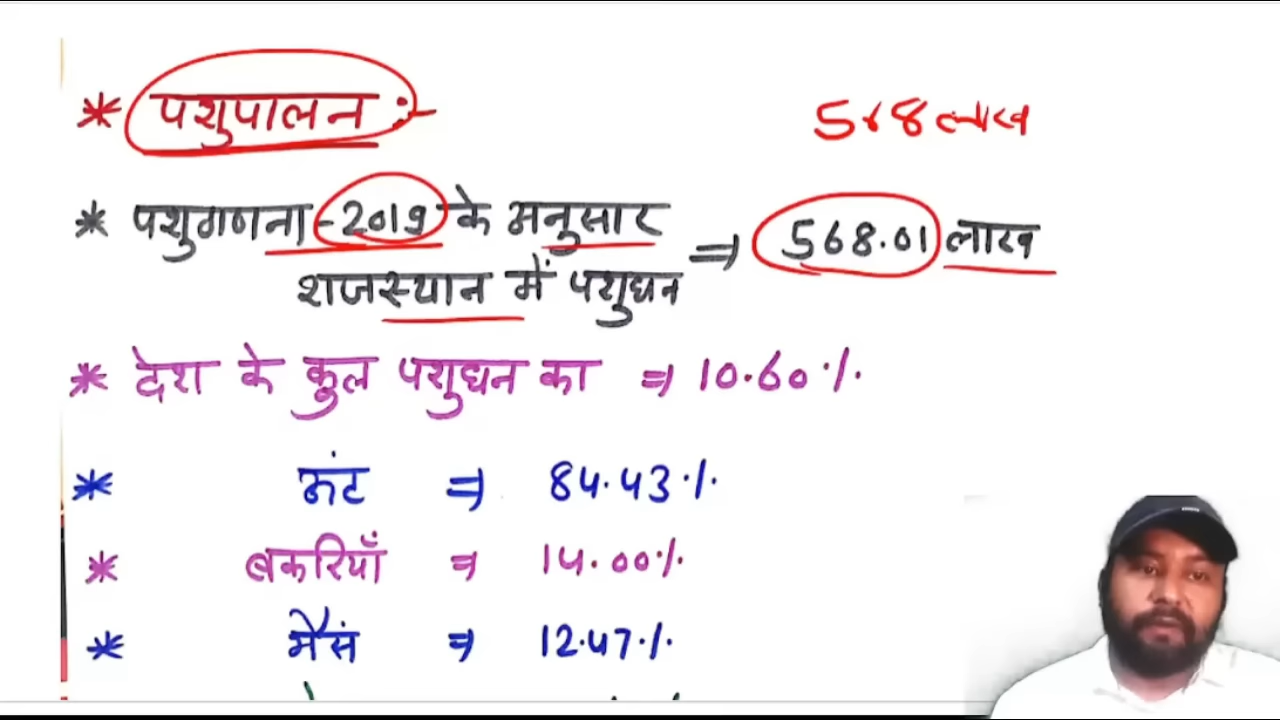 * पशुपालन :-
568 लाख
* पशुगणना -2019 के अनुसार
राजस्थान में पशुधन ⇒ 568.01 लाख
* देश के कुल पशुधन का ⇒ 10.60%
* ऊंट ⇒ 84.43%
* बकरियाँ ⇒ 14.00%
* भैसं ⇒ 12.47%